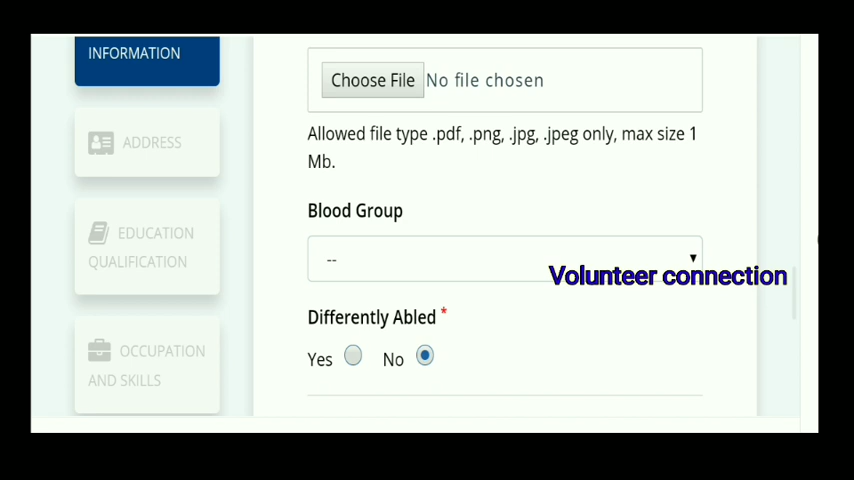 INFORMATION
ADDRESS
EDUCATION
QUALIFICATION
OCCUPATION
AND SKILLS
Choose File No file chosen
Allowed file type .pdf, .png, .jpg, .jpeg only, max size 1
Mb.
Blood Group
--
Volunteer connection
Differently Abled *
Yes No